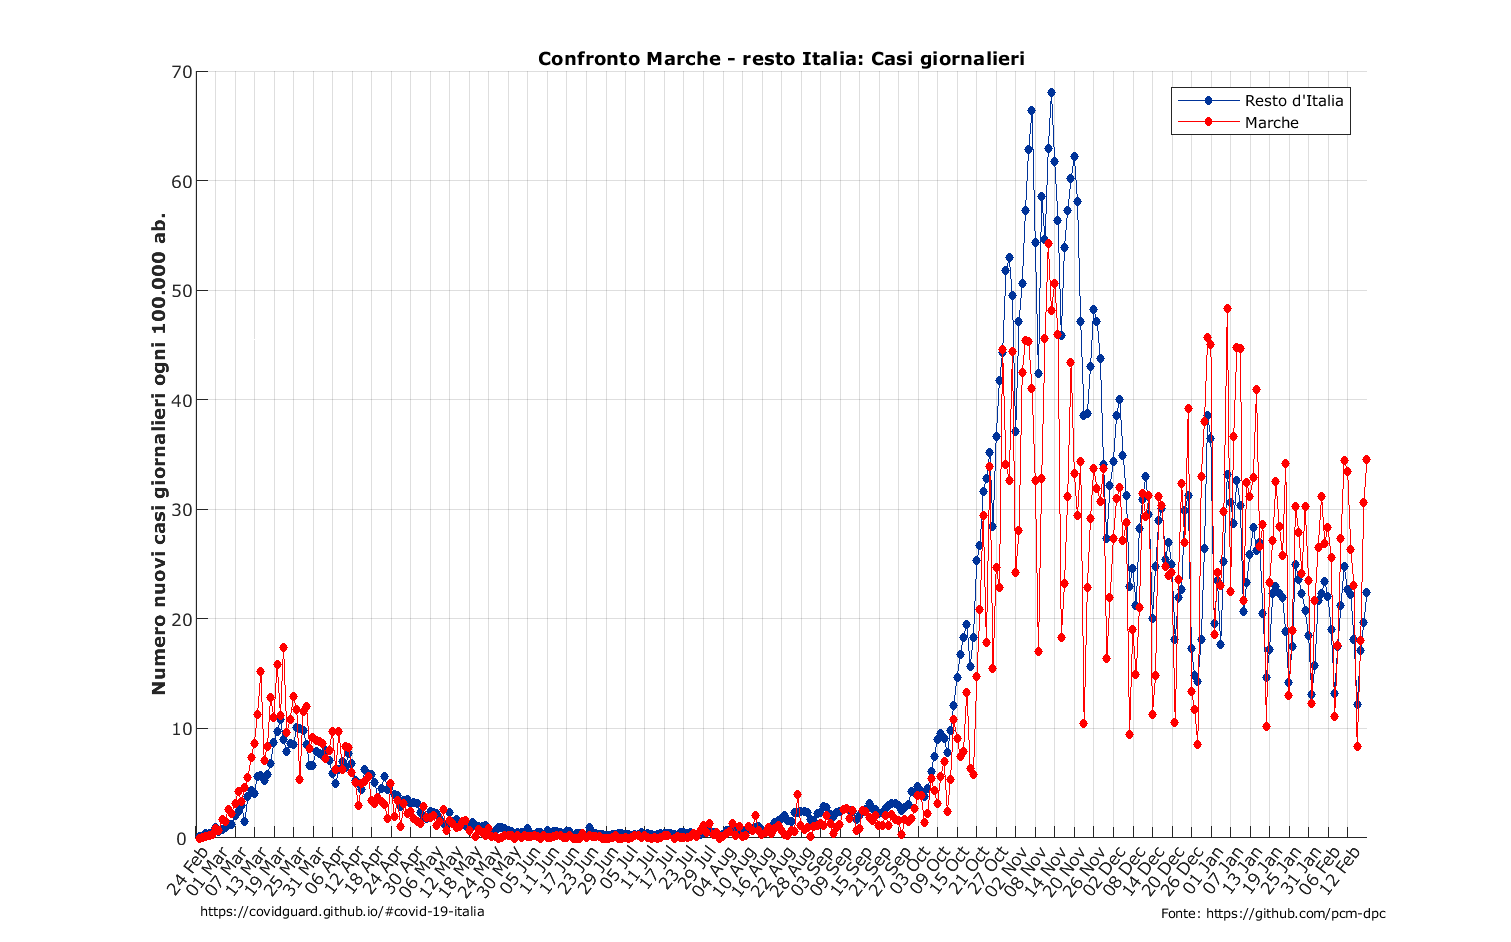 Confronto Marche - resto Italia: Casi giornalieri
Resto d'Italia
Marche
Numero nuovi casi giornalieri ogni 100.000 ab.
70
60
50
40
30
20
10
0
24 Feb
01 Mar
07 Mar
13 Mar
19 Mar
25 Mar
31 Mar
06 Apr
12 Apr
18 Apr
24 Apr
30 Apr
06 May
12 May
18 May
24 May
30 May
05 Jun
11 Jun
17 Jun
23 Jun
29 Jun
05 Jul
11 Jul
17 Jul
23 Jul
29 Jul
04 Aug
10 Aug
16 Aug
22 Aug
28 Aug
03 Sep
09 Sep
15 Sep
21 Sep
27 Sep
03 Oct
09 Oct
15 Oct
21 Oct
27 Oct
02 Nov
08 Nov
14 Nov
20 Nov
26 Nov
02 Dec
08 Dec
14 Dec
20 Dec
26 Dec
01 Jan
07 Jan
13 Jan
19 Jan
25 Jan
31 Jan
06 Feb
12 Feb
https://covidguard.github.io/#covid-19-italia
Fonte: https://github.com/pcm-dpc